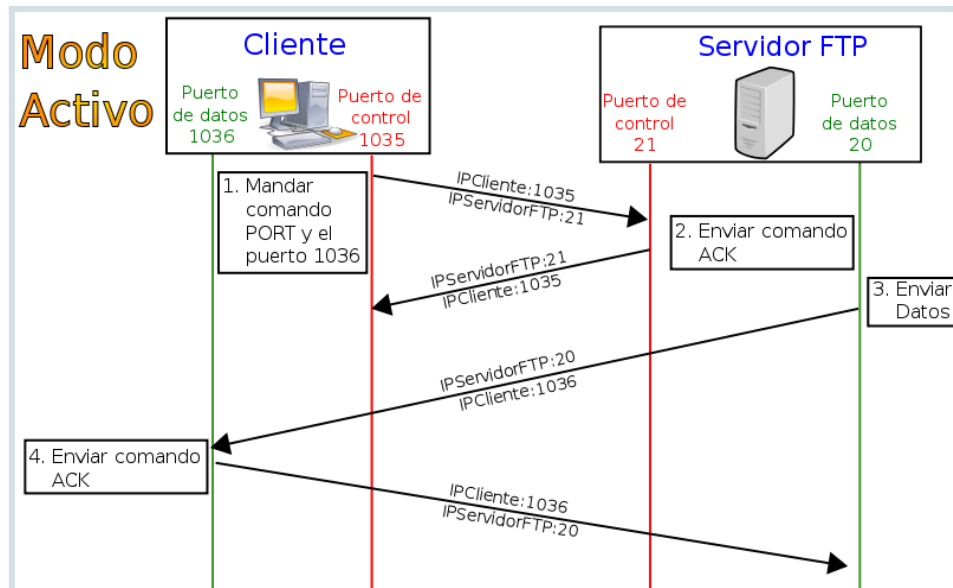 Modo
Activo
Cliente
Puerto
de datos
1036
Puerto de
control
1035
Servidor FTP
Puerto de
control
21
Puerto
de datos
20
1. Mandar
comando
PORT y el
puerto 1036
IPCliente:1035
IPServidorFTP:21
2. Enviar comando
ACK
IPServidorFTP:21
IPCliente:1035
3. Enviar
Datos
IPServidorFTP:20
IPCliente:1036
4. Enviar comando
ACK
IPCliente:1036
IPServidorFTP:20